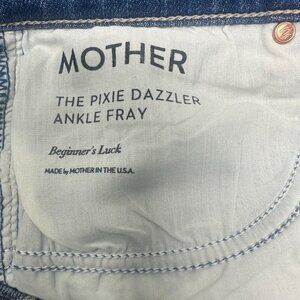 MOTHER
THE PIXIE DAZZLER
ANKLE FRAY
Beginner's Luck
MADE by MOTHER IN THE U.S.A.